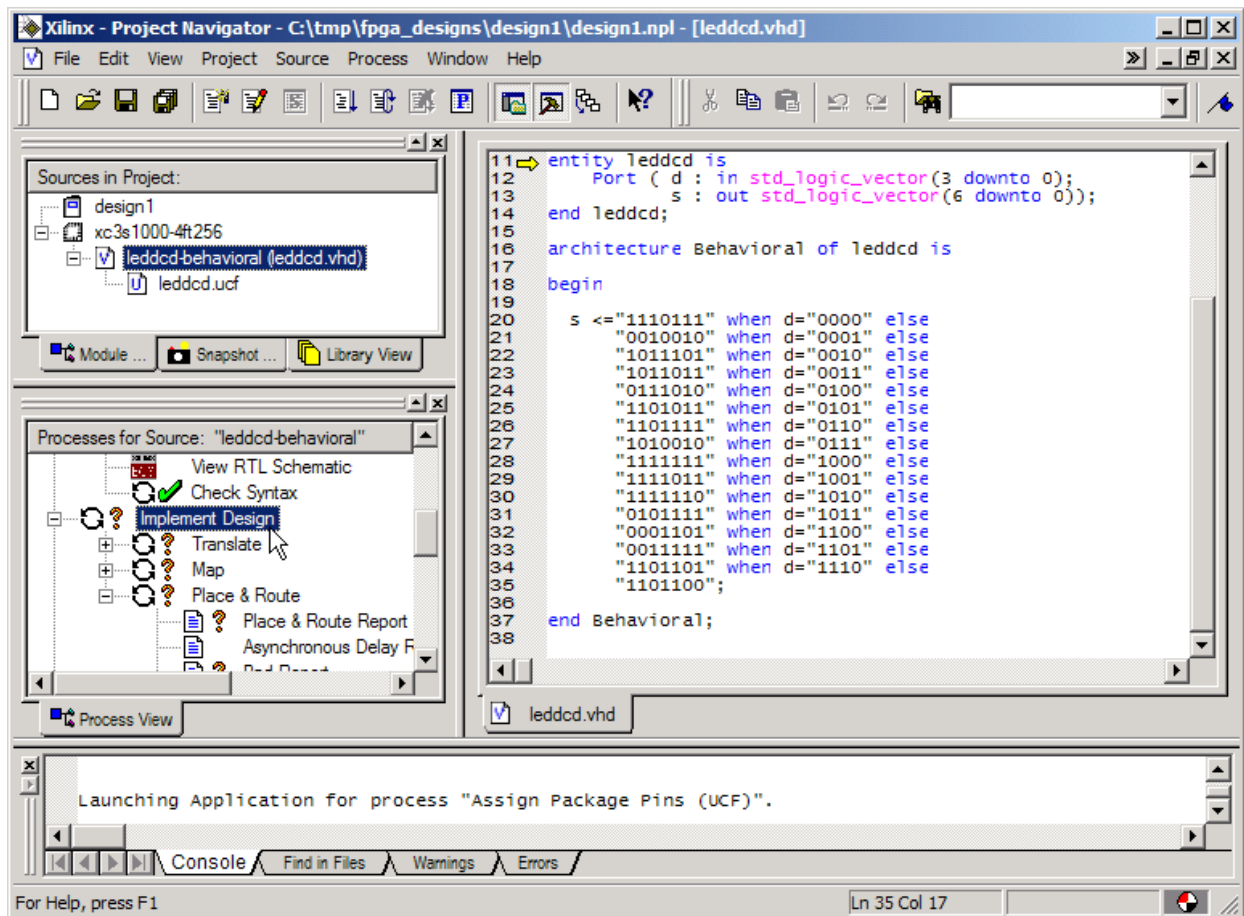 Xilinx - Project Navigator - C:\tmp\fpga_designs\design1\design1.npl - [leddcd.vhd]
File Edit View Project Source Process Window Help
Sources in Project:
design1
xc3s1000-4ft256
leddcd-behavioral (leddcd.vhd)
leddcd.ucf
Module ... Snapshot ... Library View
Processes for Source: "leddcd-behavioral"
View RTL Schematic
Check Syntax
Implement Design
Translate
Map
Place & Route
Place & Route Report
Asynchronous Delay R
Pad Report
Process View
11 entity leddcd is
12 Port ( d : in std_logic_vector(3 downto 0);
13 s : out std_logic_vector(6 downto 0));
14 end leddcd;
15
16 architecture Behavioral of leddcd is
17
18 begin
19
20 s <="1110111" when d="0000" else
21 "0010010" when d="0001" else
22 "1011101" when d="0010" else
23 "1011011" when d="0011" else
24 "0111010" when d="0100" else
25 "1101011" when d="0101" else
26 "1101111" when d="0110" else
27 "1010010" when d="0111" else
28 "1111111" when d="1000" else
29 "1111011" when d="1001" else
30 "1111110" when d="1010" else
31 "0101111" when d="1011" else
32 "0001101" when d="1100" else
33 "0011111" when d="1101" else
34 "1101101" when d="1110" else
35 "1101100";
36
37 end Behavioral;
38
leddcd.vhd
Launching Application for process "Assign Package Pins (UCF)".
Console Find in Files Warnings Errors
For Help, press F1 Ln 35 Col 17